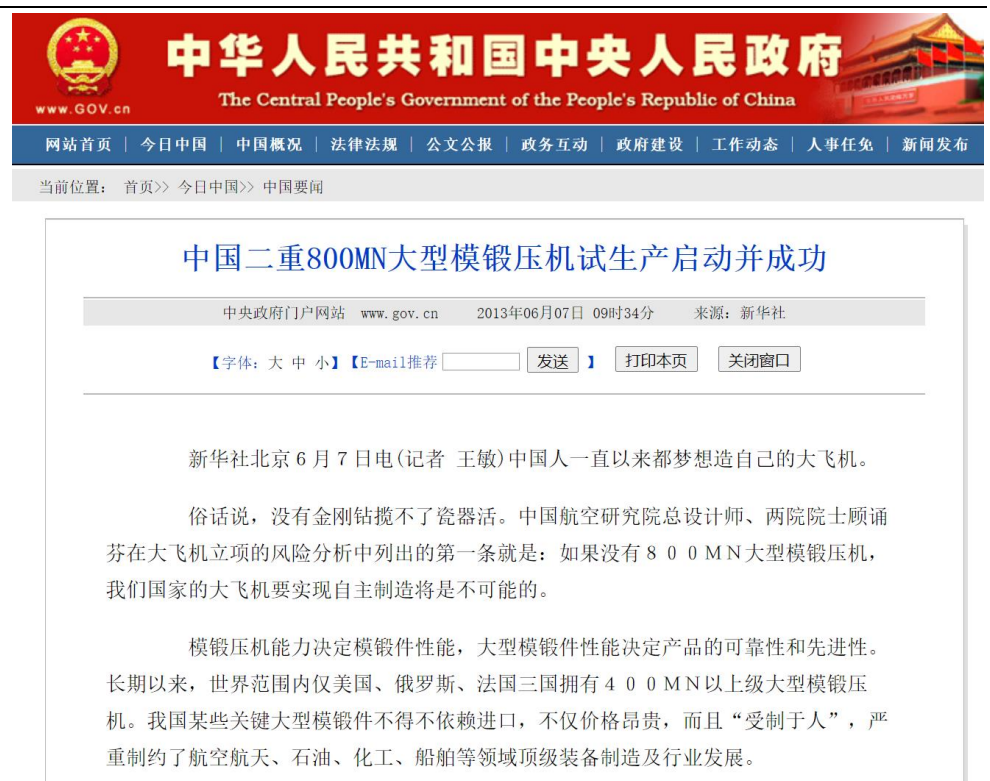 中华人民共和国中央人民政府
www.GOV.cn
The Central People's Government of the People's Republic of China
网站首页 | 今日中国 | 中国概况 | 法律法规 | 公文公报 | 政务互动 | 政府建设 | 工作动态 | 人事任免 | 新闻发布
当前位置: 首页>> 今日中国>> 中国要闻
中国二重800MN大型模锻压机试生产启动并成功
中央政府门户网站 www.gov.cn 2013年06月07日 09时34分 来源: 新华社
【字体: 大 中 小】【E-mail推荐 发送 】 打印本页 关闭窗口
新华社北京6月7日电(记者 王敏)中国人一直以来都梦想造自己的大飞机。
俗话说，没有金刚钻揽不了瓷器活。中国航空研究院总设计师、两院院士顾诵
芬在大飞机立项的风险分析中列出的第一条就是：如果没有８００ＭＮ大型模锻压机，
我们国家的大飞机要实现自主制造将是不可能的。
模锻压机能力决定模锻件性能，大型模锻件性能决定产品的可靠性和先进性。
长期以来，世界范围内仅美国、俄罗斯、法国三国拥有４００ＭＮ以上级大型模锻压
机。我国某些关键大型模锻件不得不依赖进口，不仅价格昂贵，而且“受制于人”，严
重制约了航空航天、石油、化工、船舶等领域顶级装备制造及行业发展。